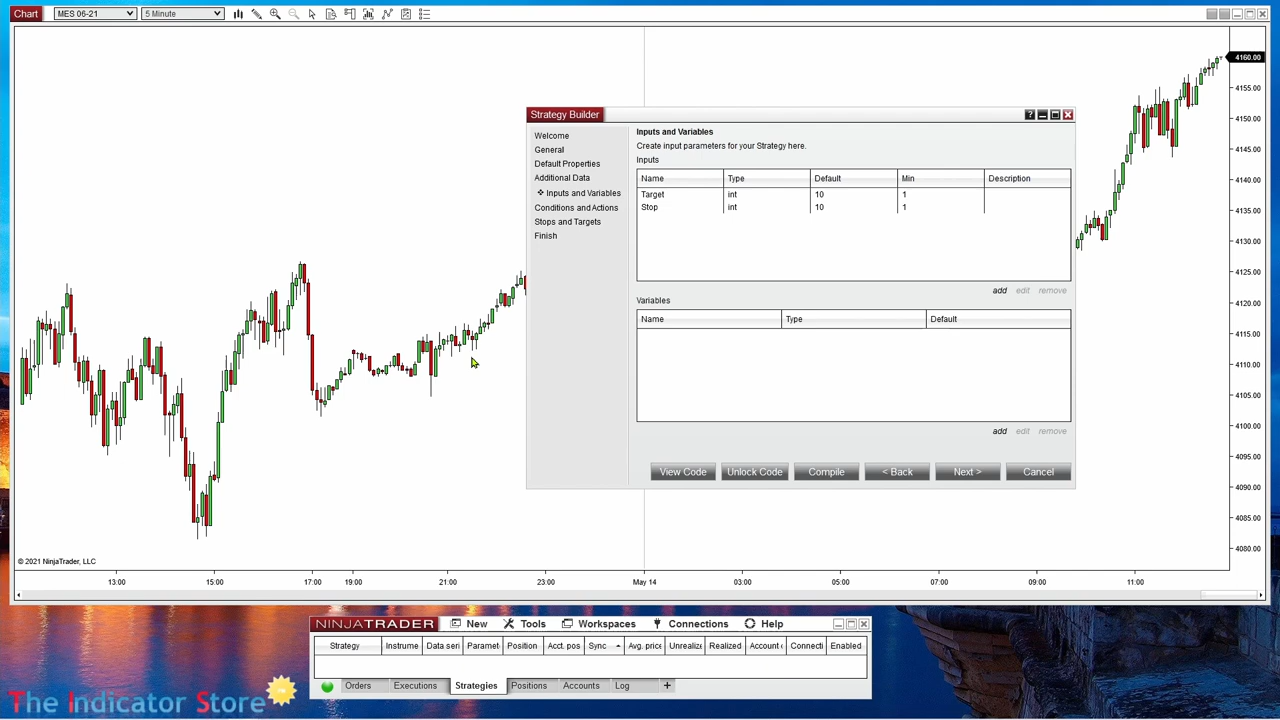 Chart
MES 06-21
5 Minute
4160.00
4155.00
4150.00
4145.00
4140.00
4135.00
4130.00
4125.00
4120.00
4115.00
4110.00
4105.00
4100.00
4095.00
4090.00
4085.00
4080.00
Strategy Builder
?
Welcome
General
Default Properties
Additional Data
Inputs and Variables
Conditions and Actions
Stops and Targets
Finish
Inputs and Variables
Create input parameters for your Strategy here.
Inputs
Name Type Default Min Description
Target int 10 1
Stop int 10 1
add edit remove
Variables
Name Type Default
add edit remove
View Code Unlock Code Compile < Back Next > Cancel
© 2021 NinjaTrader, LLC
13:00 15:00 17:00 19:00 21:00 23:00 May 14 03:00 05:00 07:00 09:00 11:00
NINJATRADER New Tools Workspaces Connections Help
Strategy Instrume Data seri Paramet Position Acct. pos Sync Avg. price Unrealiz Realized Account Connecti Enabled
Orders Executions Strategies Positions Accounts Log +
The Indicator Store